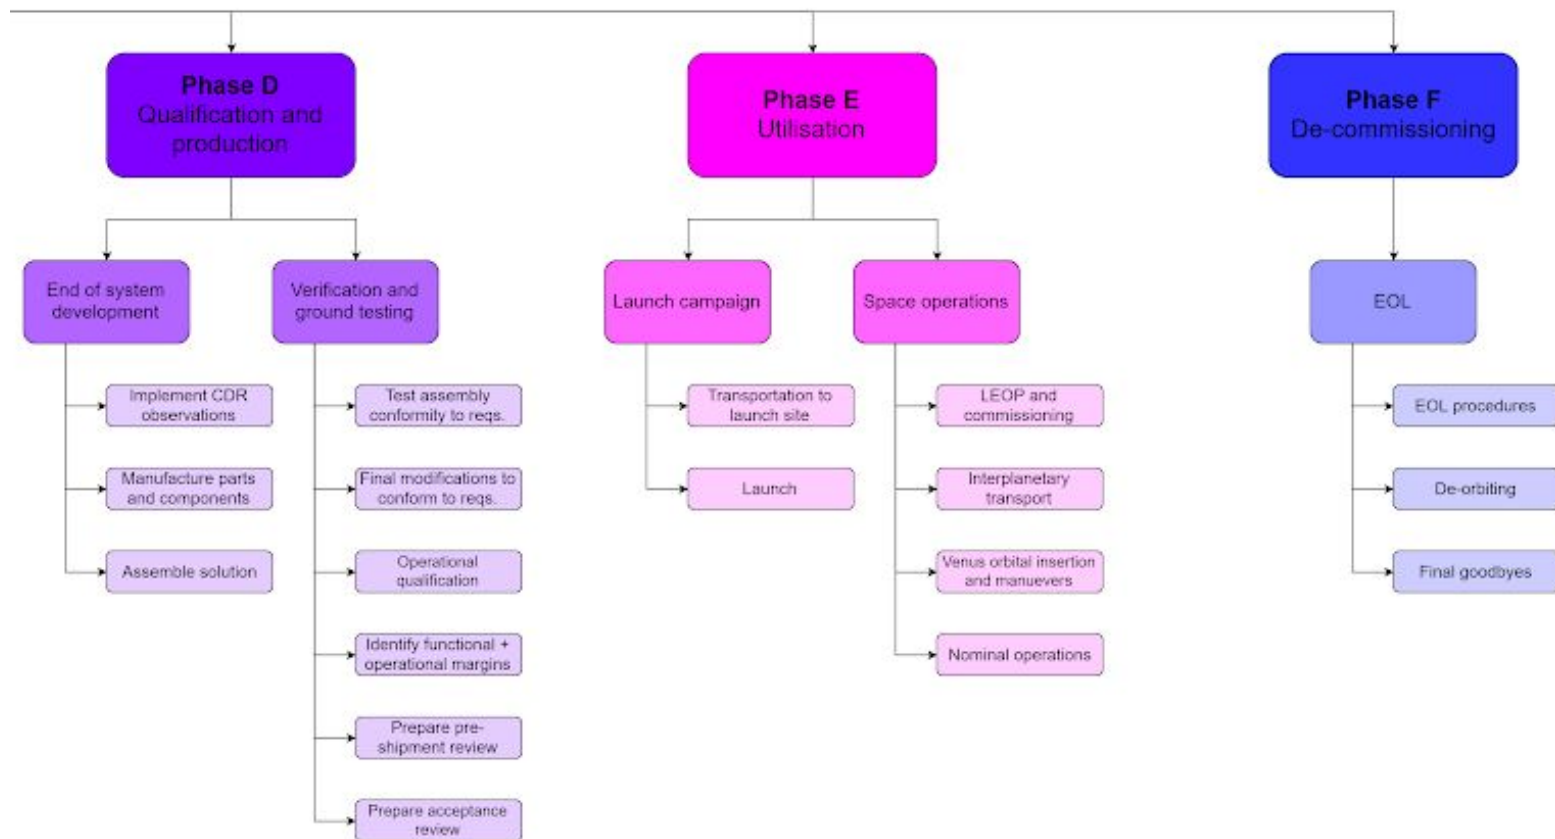 Phase D
Qualification and
production
Phase E
Utilisation
Phase F
De-commissioning
End of system
development
Verification and
ground testing
Launch campaign
Space operations
EOL
Implement CDR
observations
Manufacture parts
and components
Assemble solution
Test assembly
conformity to reqs.
Final modifications to
conform to reqs.
Operational
qualification
Identify functional +
operational margins
Prepare pre-
shipment review
Prepare acceptance
review
Transportation to
launch site
Launch
LEOP and
commissioning
Interplanetary
transport
Venus orbital insertion
and manuevers
Nominal operations
EOL procedures
De-orbiting
Final goodbyes